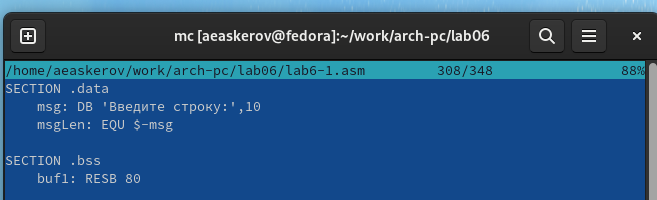 mc [aeaskerov@fedora]:~/work/arch-pc/lab06
/home/aeaskerov/work/arch-pc/lab06/lab6-1.asm 308/348 88%
SECTION .data
msg: DB 'Введите строку:',10
msgLen: EQU $-msg
SECTION .bss
buf1: RESB 80